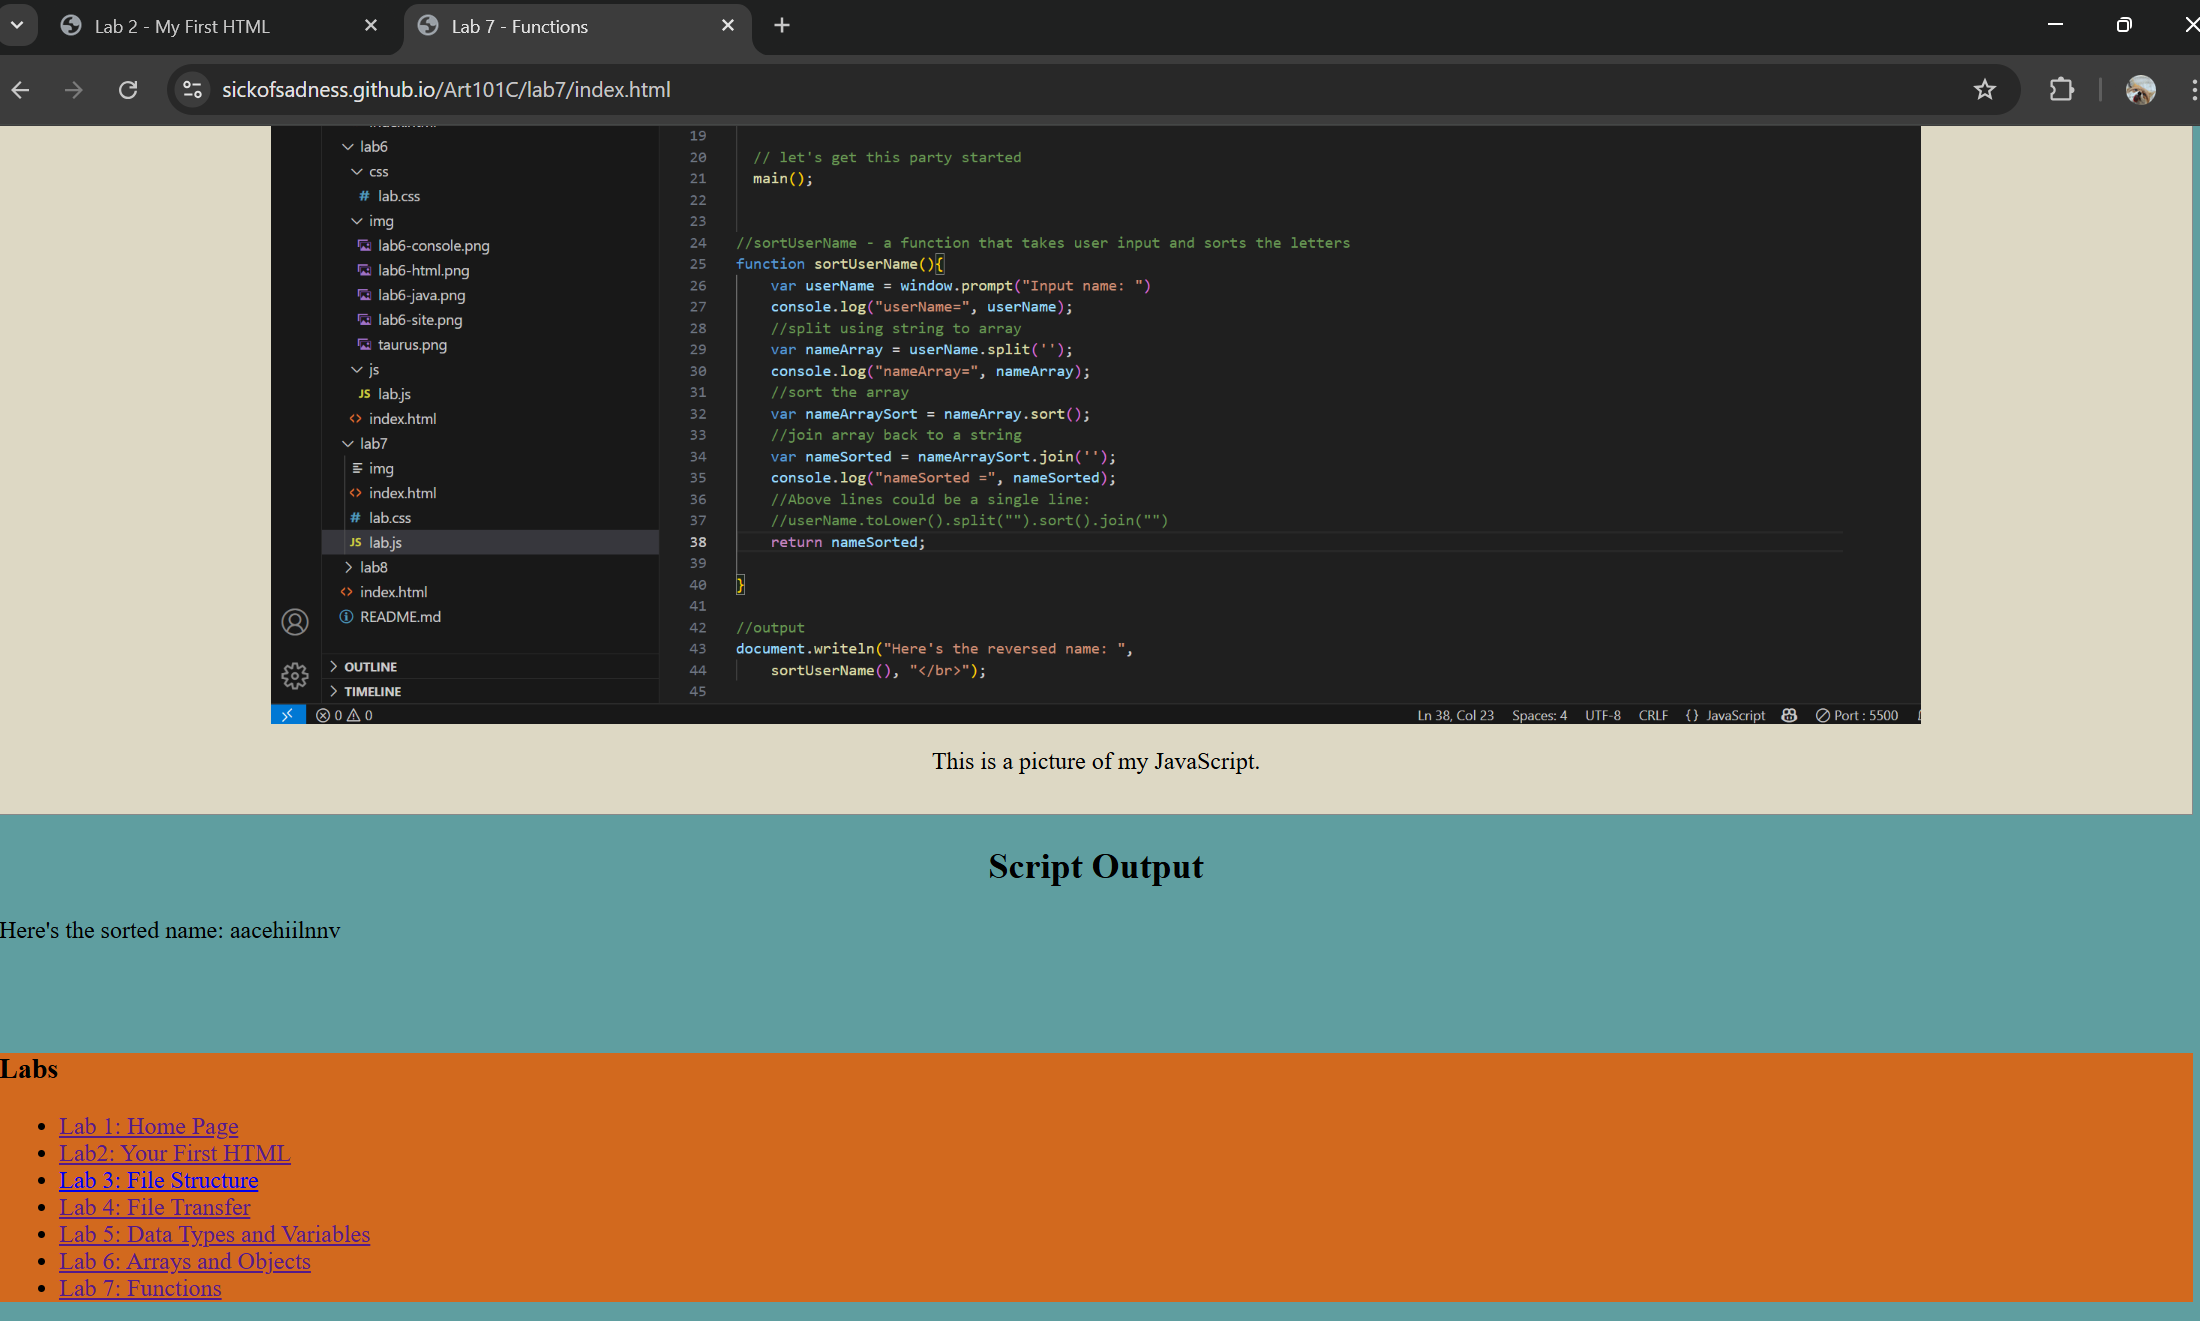 Lab 2 - My First HTML
Lab 7 - Functions
sickofsadness.github.io/Art101C/lab7/index.html
lab6
css
# lab.css
img
lab6-console.png
lab6-html.png
lab6-java.png
lab6-site.png
taurus.png
js
JS lab.js
<> index.html
lab7
img
<> index.html
# lab.css
JS lab.js
lab8
<> index.html
README.md
OUTLINE
TIMELINE
19
20 // let's get this party started
21 main();
22
23
24 //sortUserName - a function that takes user input and sorts the letters
25 function sortUserName(){
26 var userName = window.prompt("Input name: ")
27 console.log("userName=", userName);
28 //split using string to array
29 var nameArray = userName.split('');
30 console.log("nameArray=", nameArray);
31 //sort the array
32 var nameArraySort = nameArray.sort();
33 //join array back to a string
34 var nameSorted = nameArraySort.join('');
35 console.log("nameSorted =", nameSorted);
36 //Above lines could be a single line:
37 //userName.toLower().split("").sort().join("")
38 return nameSorted;
39
40 }
41
42 //output
43 document.writeln("Here's the reversed name: ",
44 sortUserName(), "</br>");
45
0 0 Ln 38, Col 23 Spaces: 4 UTF-8 CRLF {} JavaScript Port : 5500
This is a picture of my JavaScript.
Script Output
Here's the sorted name: aacehiilnnv
Labs
• Lab 1: Home Page
• Lab2: Your First HTML
• Lab 3: File Structure
• Lab 4: File Transfer
• Lab 5: Data Types and Variables
• Lab 6: Arrays and Objects
• Lab 7: Functions